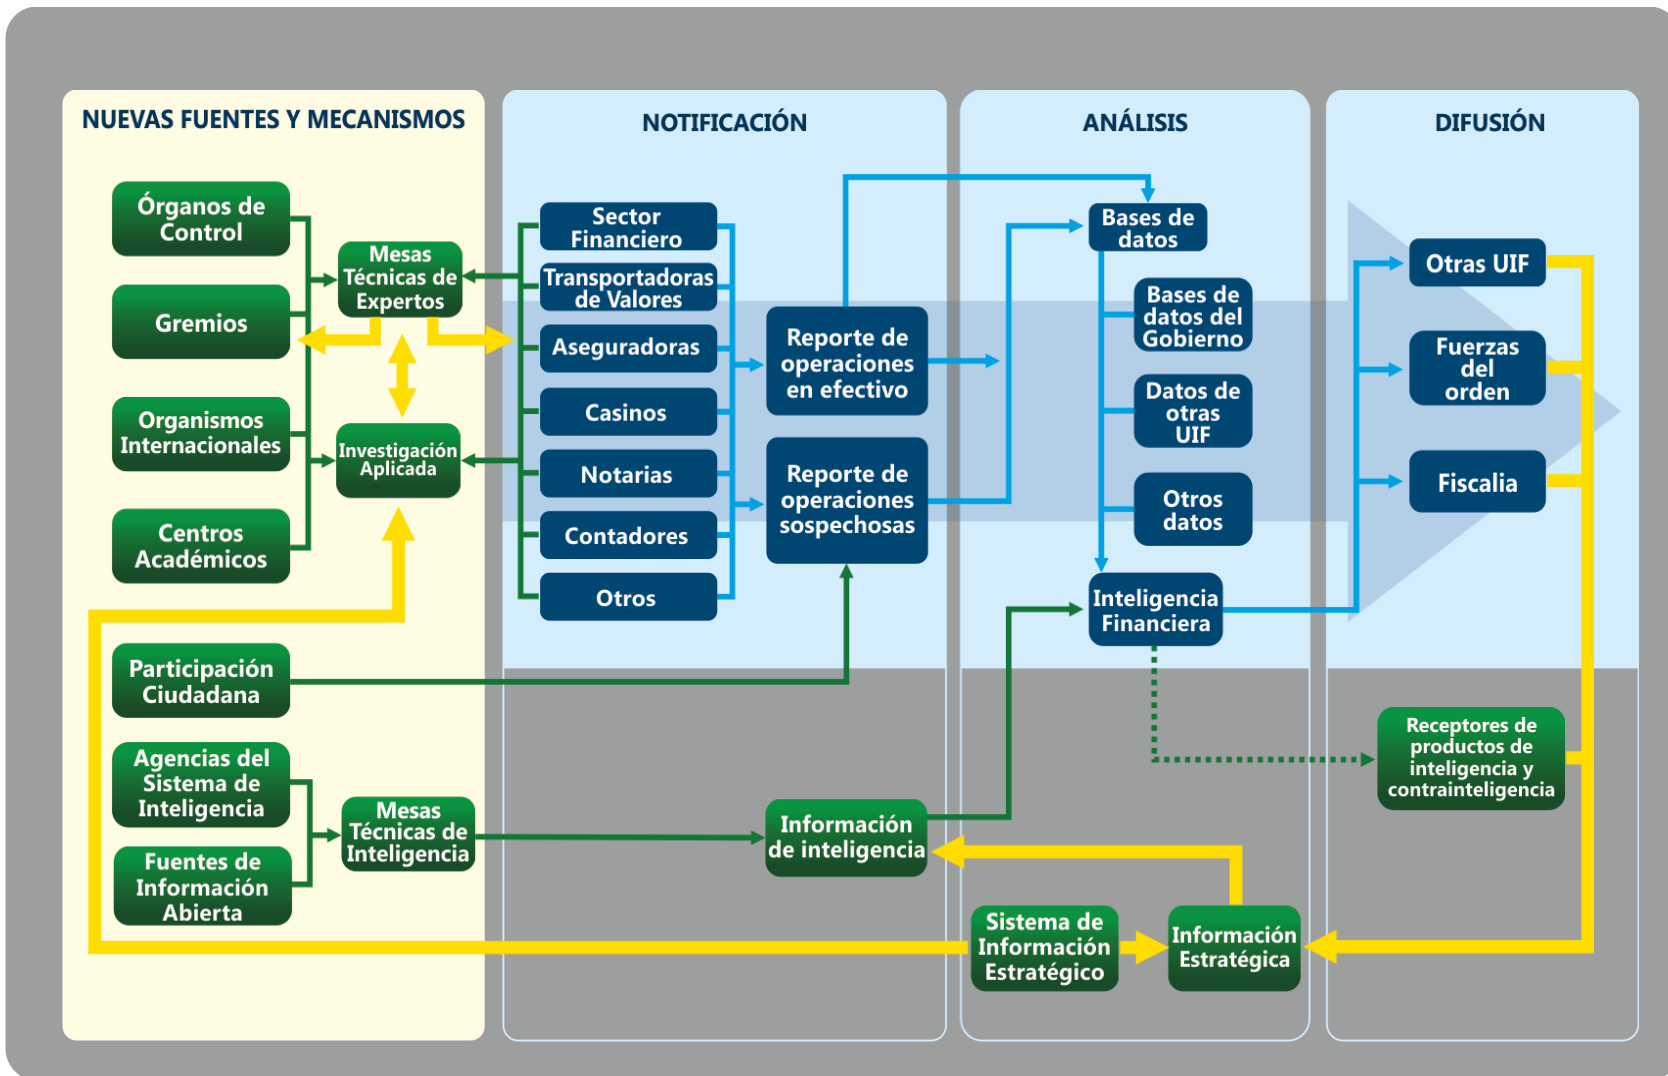 NUEVAS FUENTES Y MECANISMOS
Órganos de
Control
Gremios
Organismos
Internacionales
Centros
Académicos
Mesas
Técnicas de
Expertos
Investigación
Aplicada
Participación
Ciudadana
Agencias del
Sistema de
Inteligencia
Fuentes de
Información
Abierta
Mesas
Técnicas de
Inteligencia
NOTIFICACIÓN
Sector
Financiero
Transportadoras
de Valores
Aseguradoras
Casinos
Notarias
Contadores
Otros
Reporte de
operaciones
en efectivo
Reporte de
operaciones
sospechosas
Información
de inteligencia
ANÁLISIS
Bases de
datos
Bases de
datos del
Gobierno
Datos de
otras
UIF
Otros
datos
Inteligencia
Financiera
Sistema de
Información
Estratégico
Información
Estratégica
DIFUSIÓN
Otras UIF
Fuerzas
del
orden
Fiscalia
Receptores de
productos de
inteligencia y
contrainteligencia